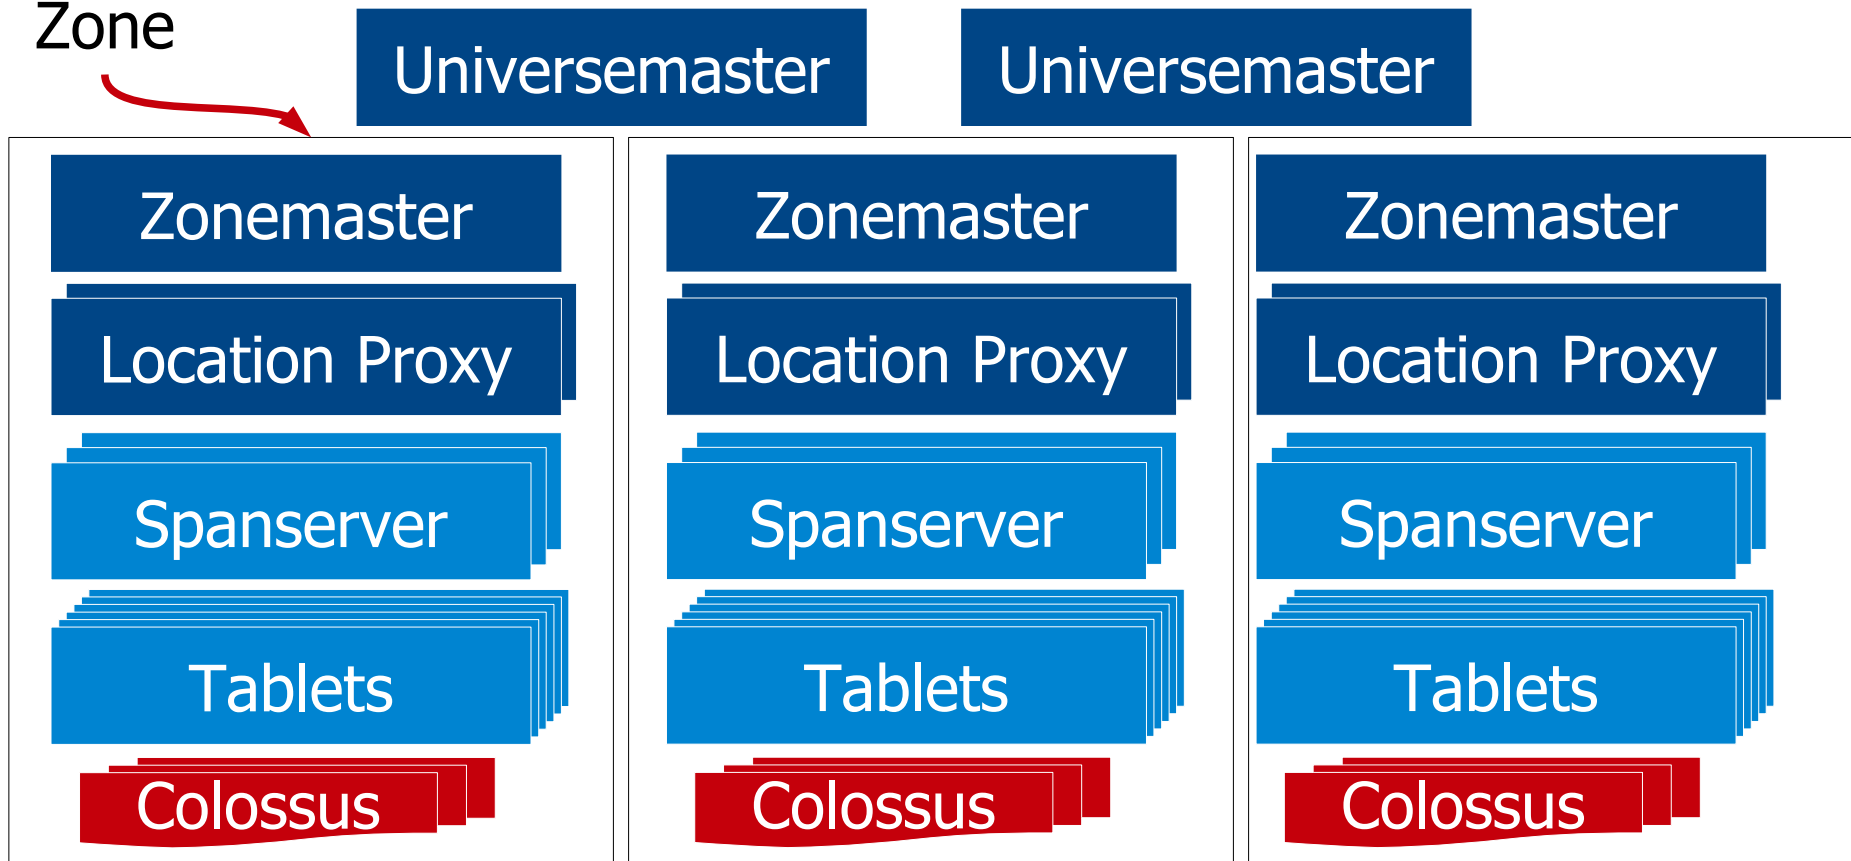 Zone
Universemaster Universemaster
Zonemaster Zonemaster Zonemaster
Location Proxy Location Proxy Location Proxy
Spanserver Spanserver Spanserver
Tablets Tablets Tablets
Colossus Colossus Colossus